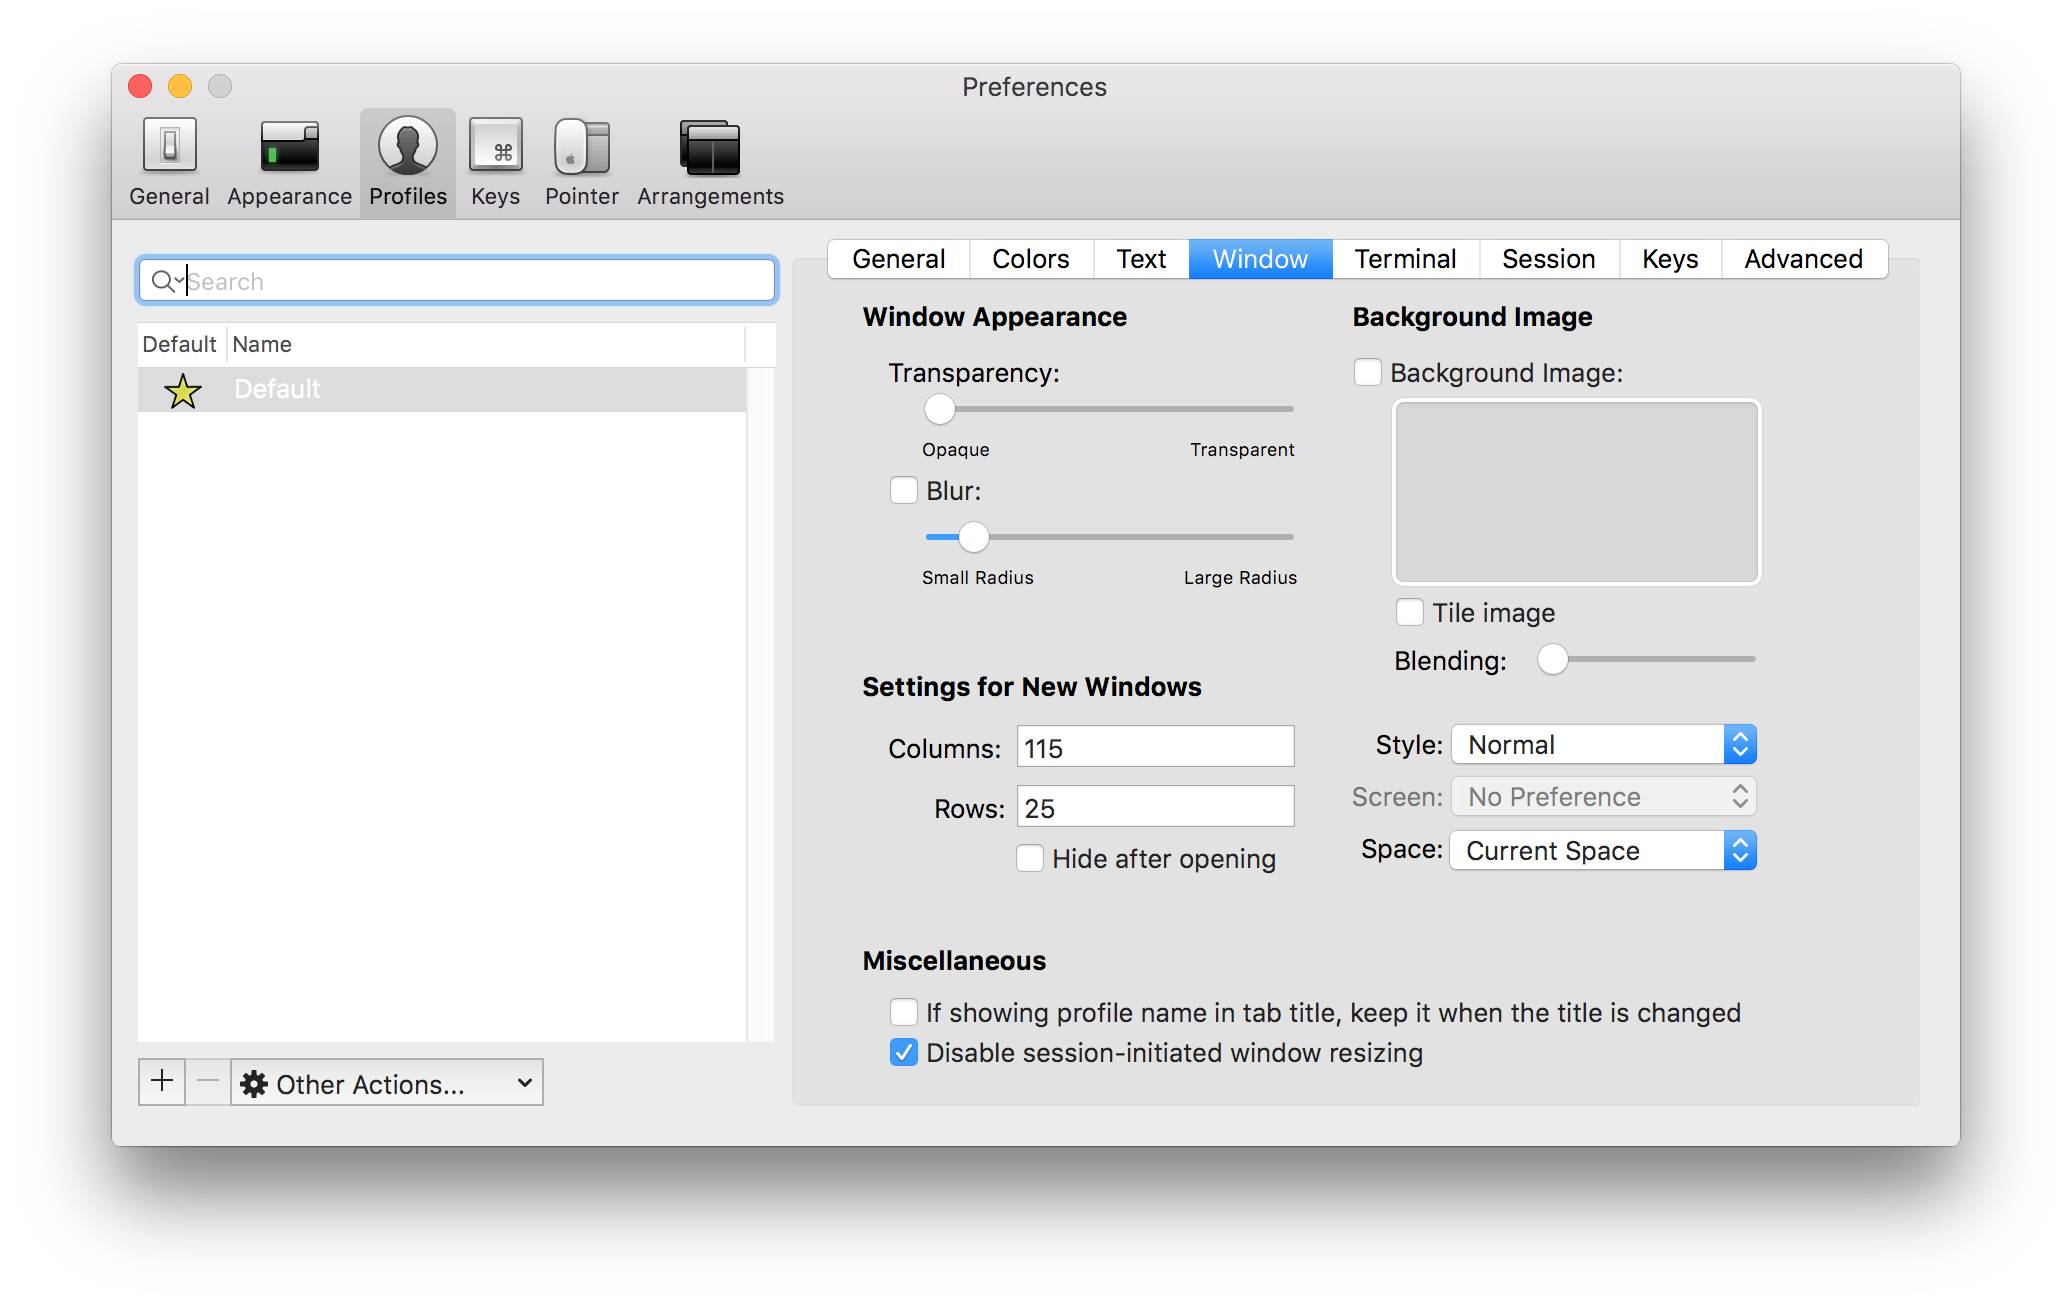 Preferences
General Appearance Profiles Keys Pointer Arrangements
Search
Default Name
Default
Other Actions...
General Colors Text Window Terminal Session Keys Advanced
Window Appearance
Transparency:
Opaque Transparent
Blur:
Small Radius Large Radius
Background Image
Background Image:
Tile image
Blending:
Settings for New Windows
Columns: 115
Rows: 25
Hide after opening
Style: Normal
Screen: No Preference
Space: Current Space
Miscellaneous
If showing profile name in tab title, keep it when the title is changed
Disable session-initiated window resizing